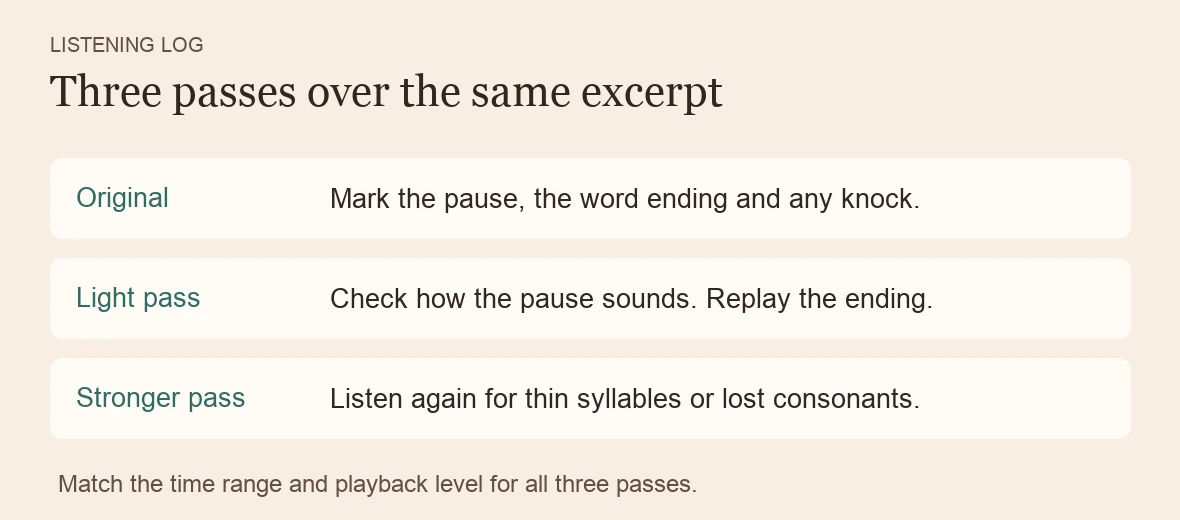 LISTENING LOG
Three passes over the same excerpt
Original Mark the pause, the word ending and any knock.
Light pass Check how the pause sounds. Replay the ending.
Stronger pass Listen again for thin syllables or lost consonants.
Match the time range and playback level for all three passes.